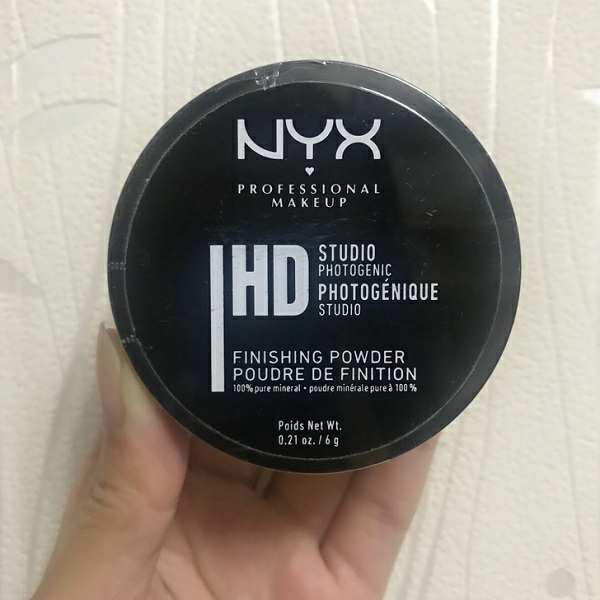 NYX
PROFESSIONAL
MAKEUP
HD
STUDIO
PHOTOGENIC
PHOTOGÉNIQUE
STUDIO
FINISHING POWDER
POUDRE DE FINITION
100% pure mineral • poudre minérale pure à 100 %
Poids Net Wt.
0.21 oz. / 6 g